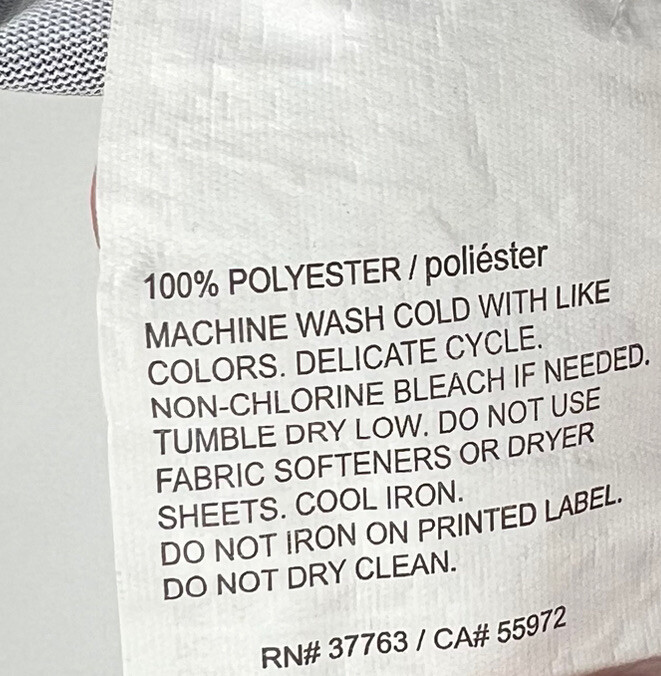 100% POLYESTER / poliéster
MACHINE WASH COLD WITH LIKE
COLORS. DELICATE CYCLE.
NON-CHLORINE BLEACH IF NEEDED.
TUMBLE DRY LOW. DO NOT USE
FABRIC SOFTENERS OR DRYER
SHEETS. COOL IRON.
DO NOT IRON ON PRINTED LABEL.
DO NOT DRY CLEAN.
RN# 37763 / CA# 55972